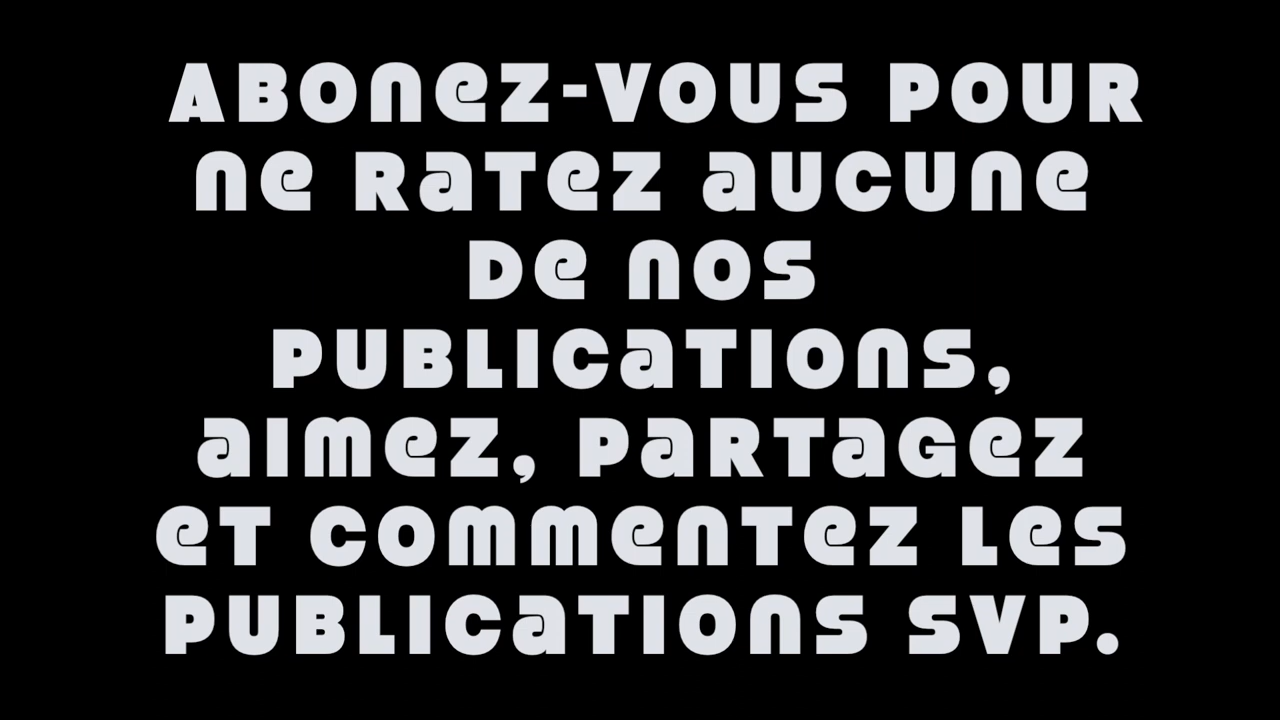 ABONEZ-VOUS POUR
NE RATEZ AUCUNE
DE NOS
PUBLICATIONS,
AIMEZ, PARTAGEZ
ET COMMENTEZ LES
PUBLICATIONS SVP.